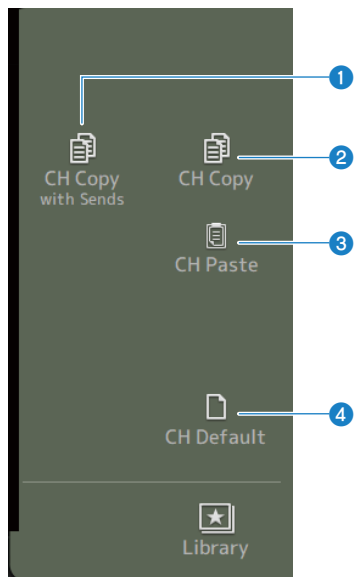 1
CH Copy
with Sends
CH Copy
2
CH Paste
3
CH Default
4
Library